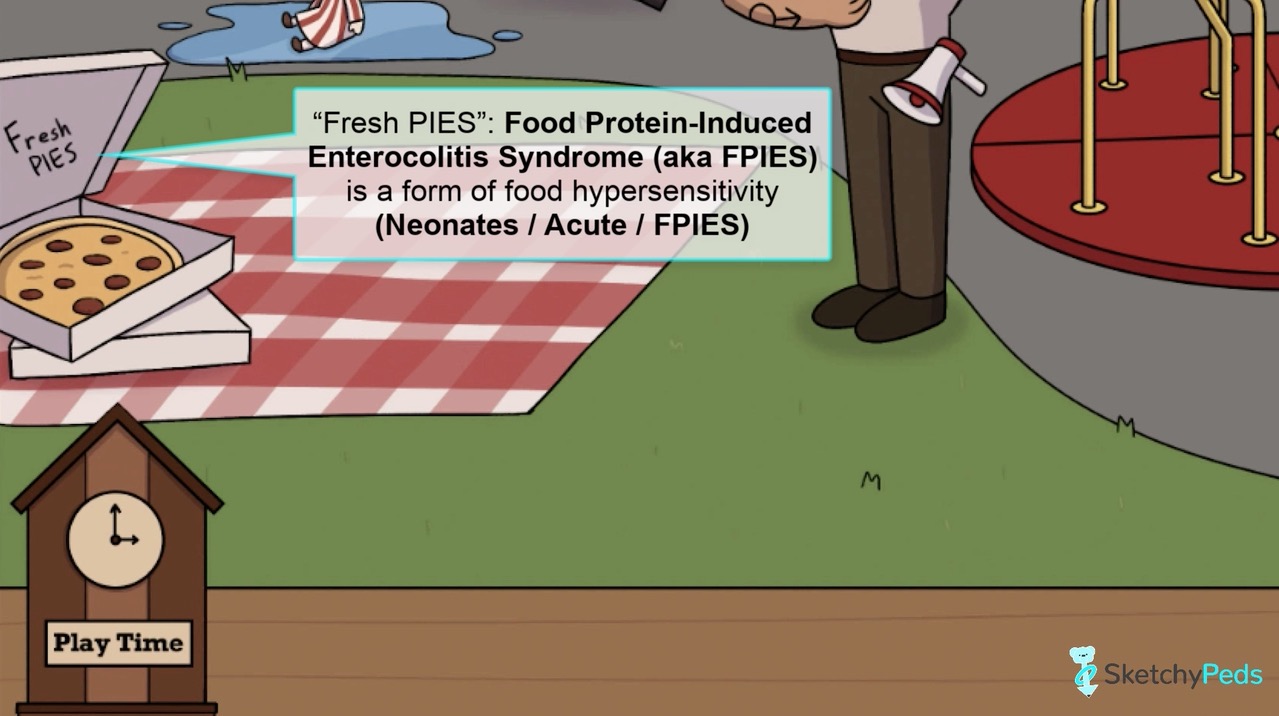 Fresh
PIES
“Fresh PIES”: Food Protein-Induced
Enterocolitis Syndrome (aka FPIES)
is a form of food hypersensitivity
(Neonates / Acute / FPIES)
Play Time
SketchyPeds